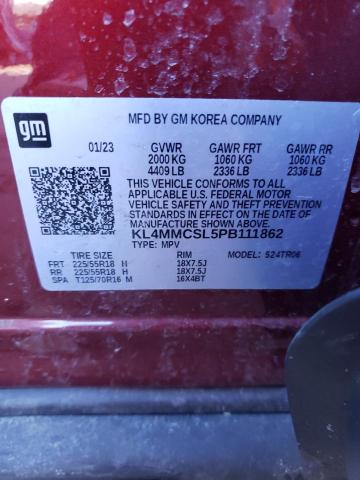 gm
MFD BY GM KOREA COMPANY
01/23 GVWR GAWR FRT GAWR RR
2000 KG 1060 KG 1060 KG
4409 LB 2336 LB 2336 LB
THIS VEHICLE CONFORMS TO ALL
APPLICABLE U.S. FEDERAL MOTOR
VEHICLE SAFETY AND THEFT PREVENTION
STANDARDS IN EFFECT ON THE DATE OF
MANUFACTURE SHOWN ABOVE.
KL4MMCSL5PB111862
TYPE: MPV
TIRE SIZE RIM MODEL: 524TR06
FRT 225/55R18 H 18X7.5J
RR 225/55R18 H 18X7.5J
SPA T125/70R16 M 16X4BT